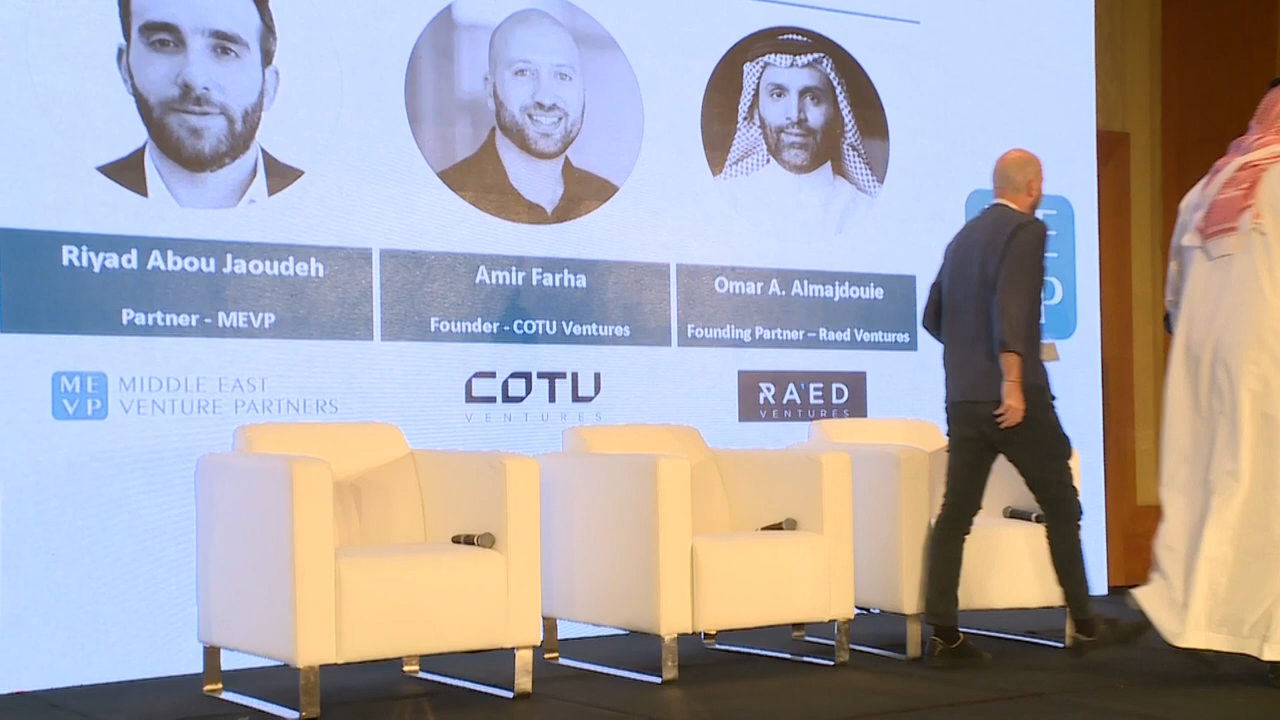 Riyad Abou Jaoudeh
Partner - MEVP
Amir Farha
Founder - COTU Ventures
Omar A. Almajdouie
Founding Partner – Raed Ventures
ME
VP
MIDDLE EAST
VENTURE PARTNERS
COTU
VENTURES
RA'ED
VENTURES
E
P